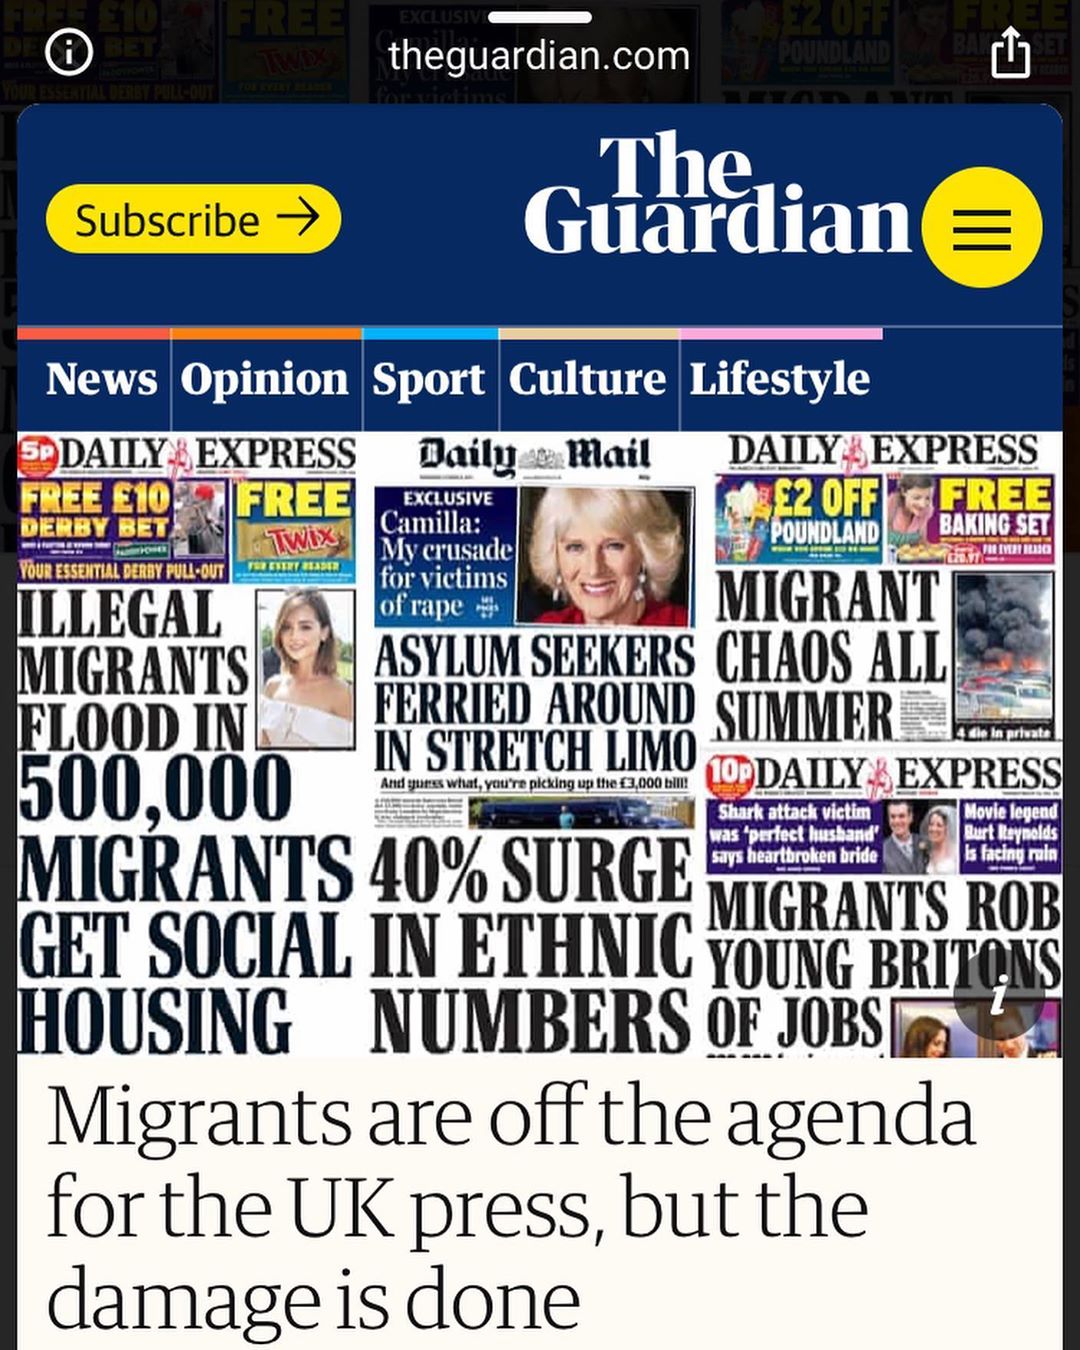 theguardian.com
Subscribe
The
Guardian
News
Opinion
Sport
Culture
Lifestyle
5p
DAILY EXPRESS
FREE £10
DERBY BET
YOUR ESSENTIAL DERBY PULL-OUT
FREE
Twix
FOR EVERY READER
ILLEGAL
MIGRANTS
FLOOD IN
500,000
MIGRANTS
GET SOCIAL
HOUSING
Daily Mail
EXCLUSIVE
Camilla:
My crusade
for victims
of rape
ASYLUM SEEKERS
FERRIED AROUND
IN STRETCH LIMO
And guess what, you're picking up the £3,000 bill!
40% SURGE
IN ETHNIC
NUMBERS
DAILY EXPRESS
£2 OFF
POUNDLAND
FREE
BAKING SET
FOR EVERY READER
MIGRANT
CHAOS ALL
SUMMER
4 die in private
10p
DAILY EXPRESS
Shark attack victim
was 'perfect husband'
says heartbroken bride
Movie legend
Burt Reynolds
is facing ruin
MIGRANTS ROB
YOUNG BRITONS
OF JOBS
Migrants are off the agenda
for the UK press, but the
damage is done